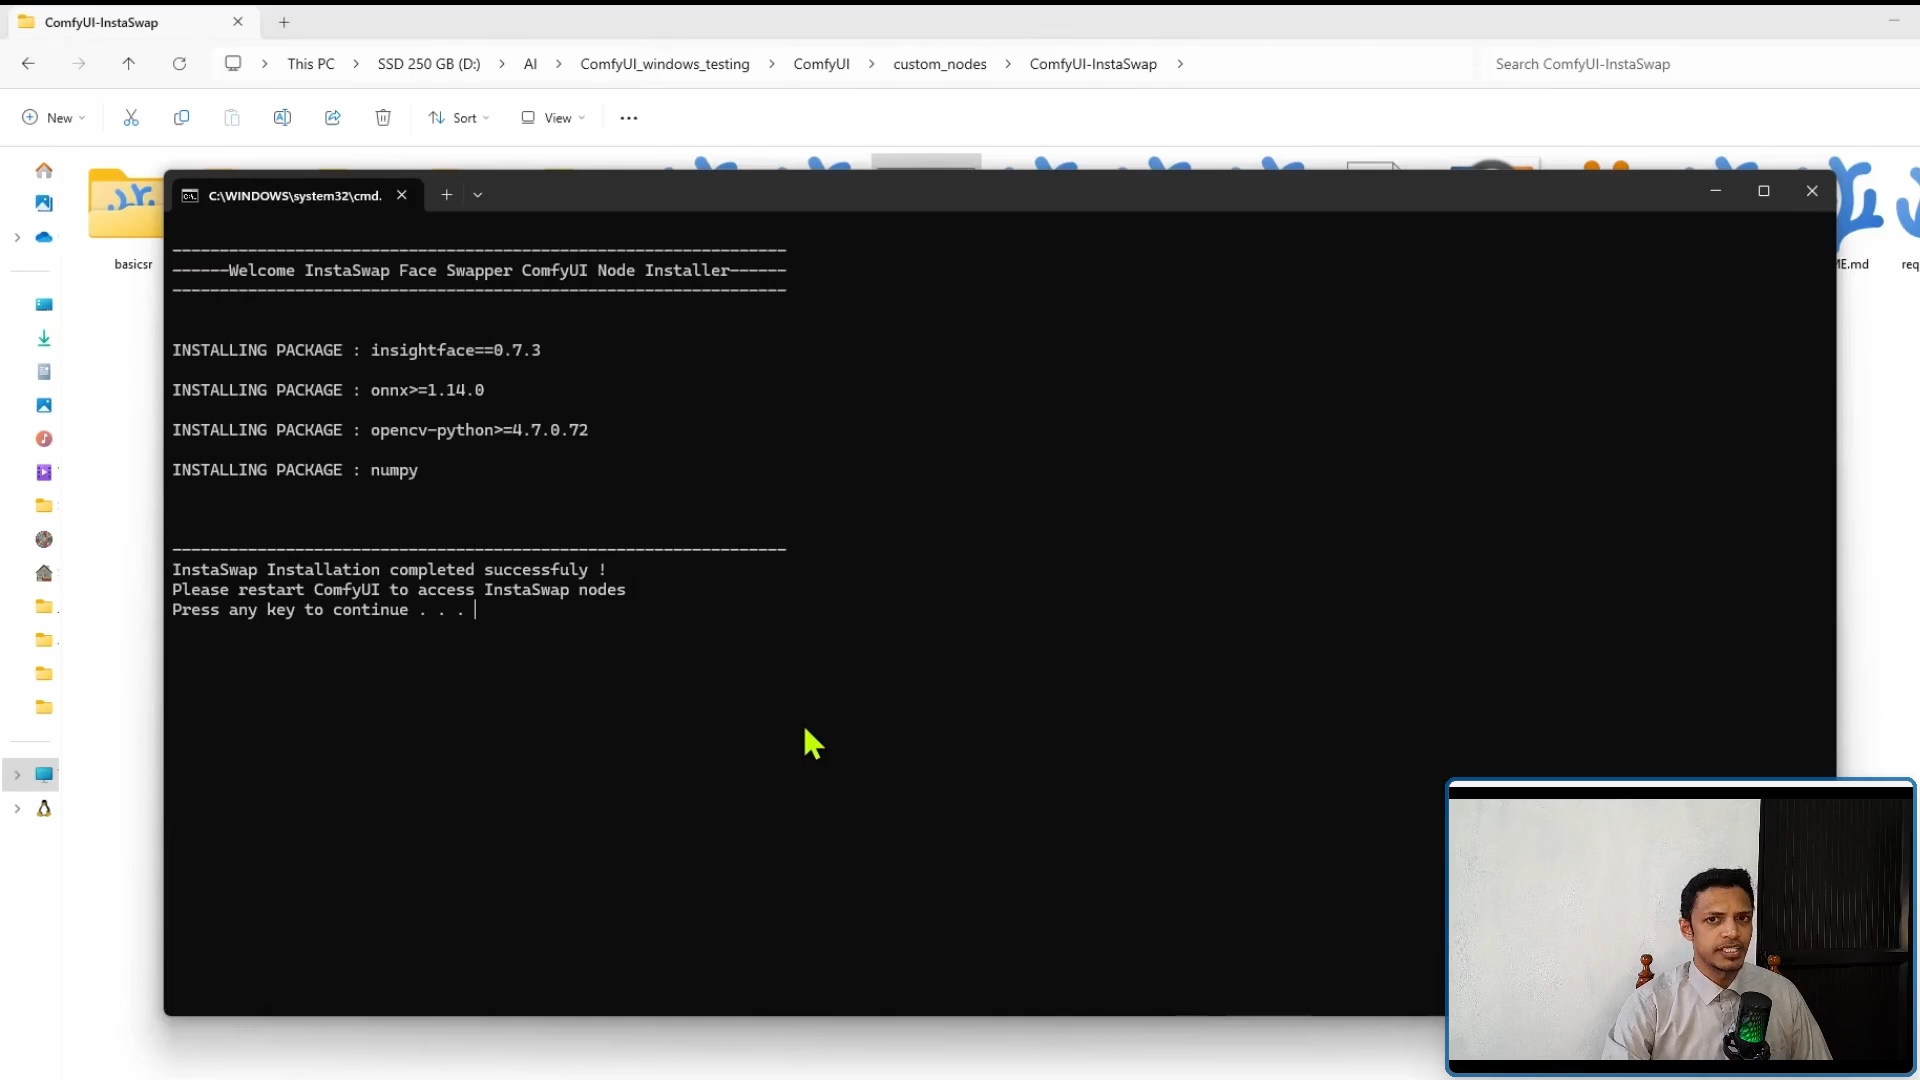 ComfyUI-InstaSwap
This PC > SSD 250 GB (D:) > AI > ComfyUI_windows_testing > ComfyUI > custom_nodes > ComfyUI-InstaSwap >
Search ComfyUI-InstaSwap
New
Sort
View
basicsr
C:\WINDOWS\system32\cmd.
-----------------------------------------------------------------
------Welcome InstaSwap Face Swapper ComfyUI Node Installer------
-----------------------------------------------------------------
INSTALLING PACKAGE : insightface==0.7.3
INSTALLING PACKAGE : onnx>=1.14.0
INSTALLING PACKAGE : opencv-python>=4.7.0.72
INSTALLING PACKAGE : numpy
-----------------------------------------------------------------
InstaSwap Installation completed successfuly !
Please restart ComfyUI to access InstaSwap nodes
Press any key to continue . . .